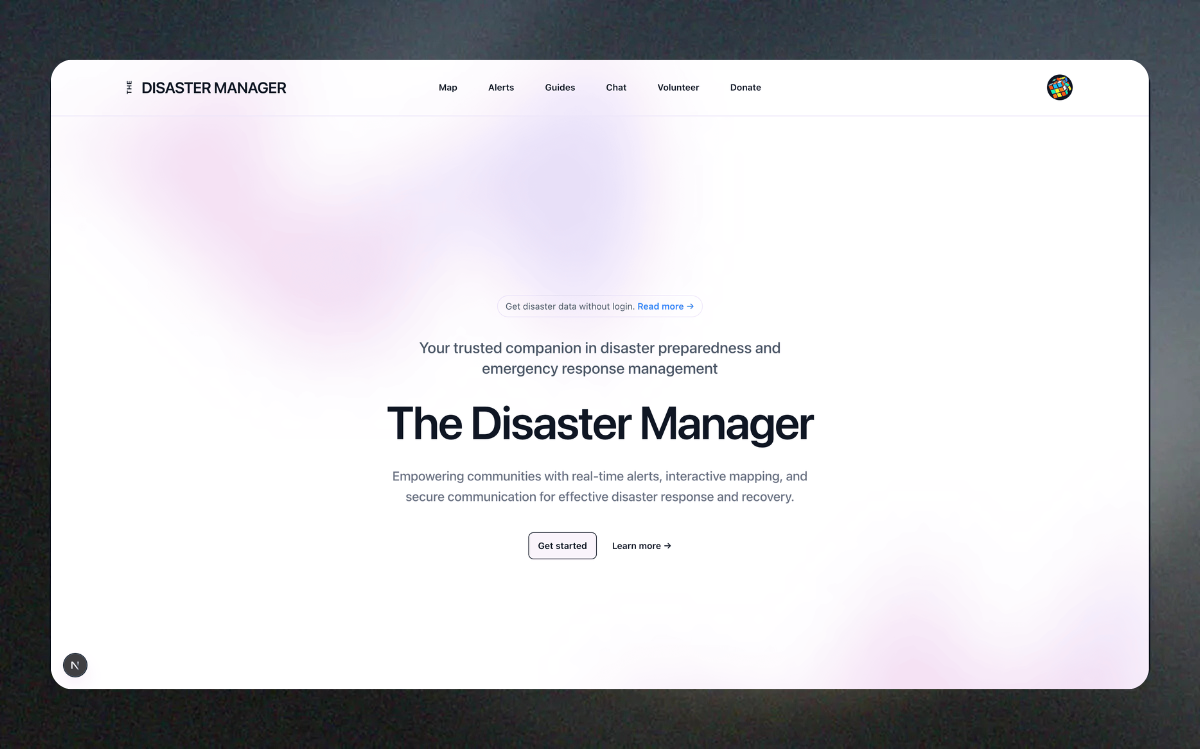 THE
DISASTER MANAGER
Map
Alerts
Guides
Chat
Volunteer
Donate
Get disaster data without login. Read more →
Your trusted companion in disaster preparedness and
emergency response management
The Disaster Manager
Empowering communities with real-time alerts, interactive mapping, and
secure communication for effective disaster response and recovery.
Get started
Learn more →
N